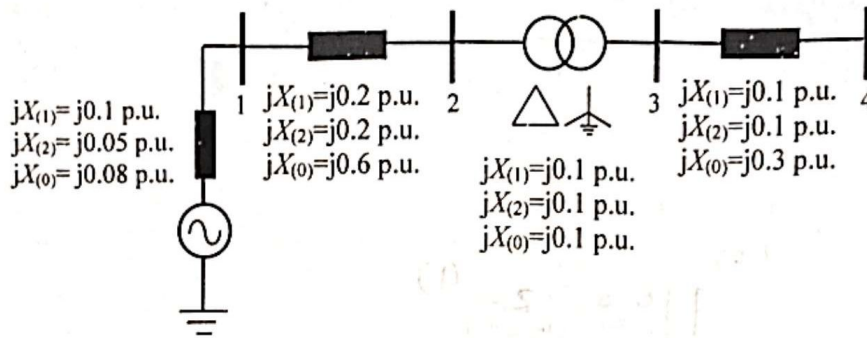 jX(1)= j0.1 p.u.
jX(2)= j0.05 p.u.
jX(0)= j0.08 p.u.
1
jX(1)=j0.2 p.u.
jX(2)=j0.2 p.u.
jX(0)=j0.6 p.u.
2
jX(1)=j0.1 p.u.
jX(2)=j0.1 p.u.
jX(0)=j0.1 p.u.
3
jX(1)=j0.1 p.u.
jX(2)=j0.1 p.u.
jX(0)=j0.3 p.u.
4